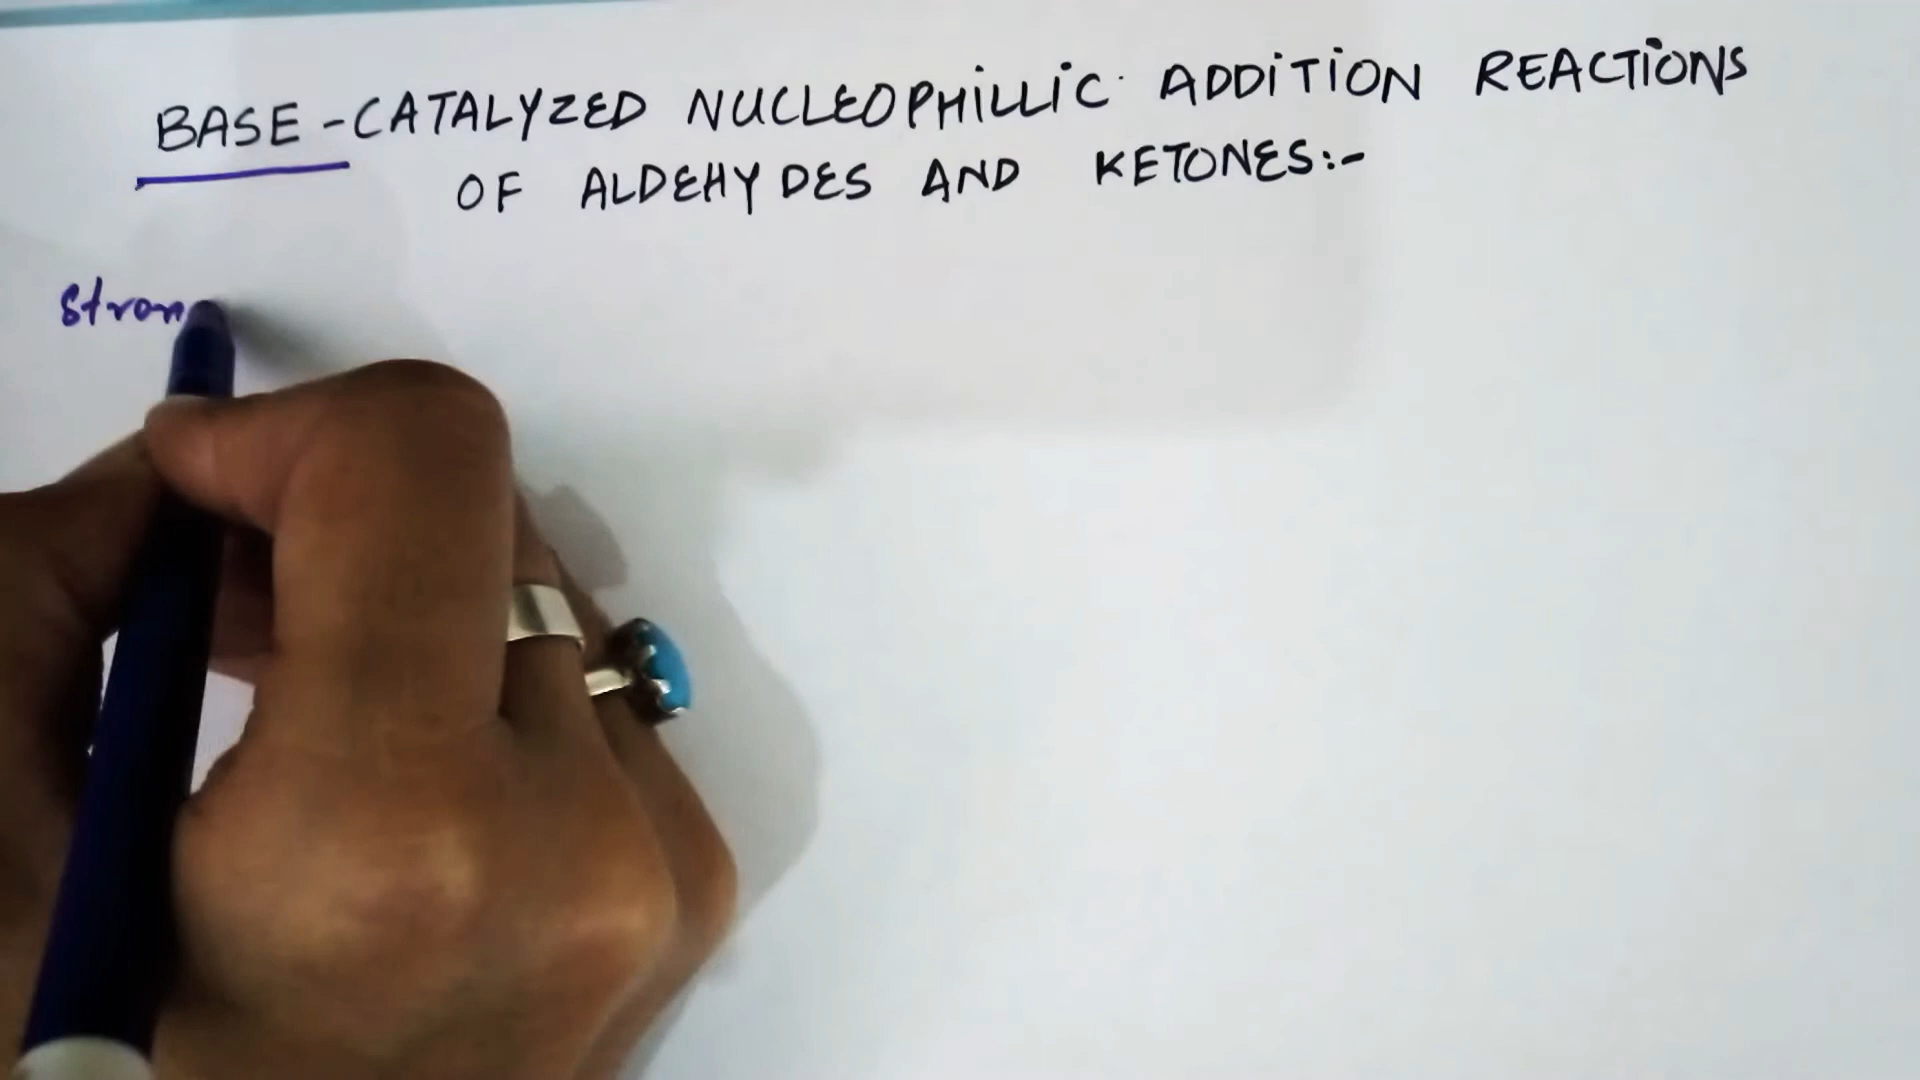 BASE-CATALYZED NUCLEOPHILLIC ADDITION REACTIONS
OF ALDEHYDES AND KETONES:-
Stron